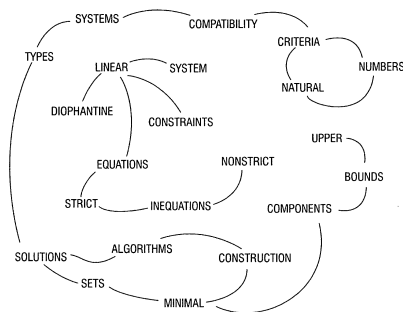 SYSTEMS
COMPATIBILITY
CRITERIA
TYPES
LINEAR
SYSTEM
NUMBERS
NATURAL
DIOPHANTINE
CONSTRAINTS
UPPER
EQUATIONS
NONSTRICT
BOUNDS
STRICT
INEQUATIONS
COMPONENTS
ALGORITHMS
SOLUTIONS
CONSTRUCTION
SETS
MINIMAL